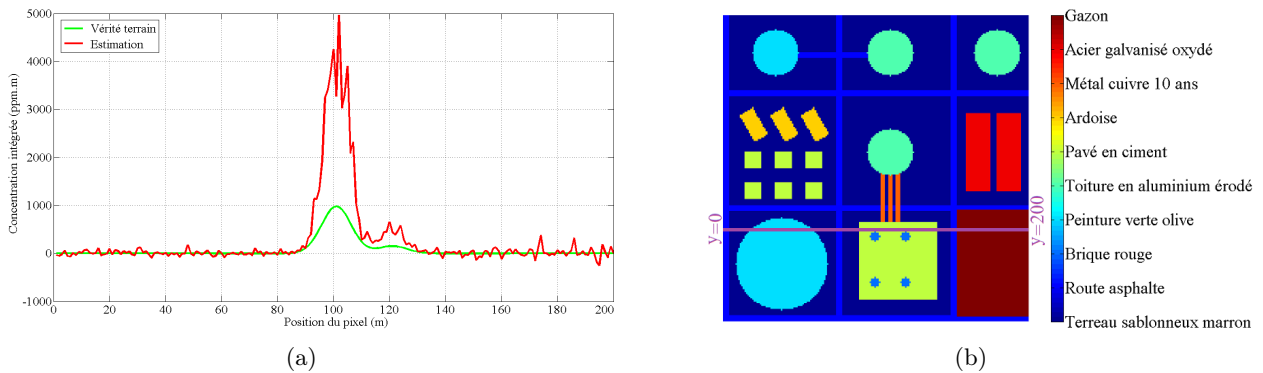 5000
4000
3000
2000
1000
0
-1000
Concentration intégrée (ppm.m)
Vérité terrain
Estimation
0 20 40 60 80 100 120 140 160 180 200
Position du pixel (m)
(a)
y=0
y=200
Gazon
Acier galvanisé oxydé
Métal cuivre 10 ans
Ardoise
Pavé en ciment
Toiture en aluminium érodé
Peinture verte olive
Brique rouge
Route asphalte
Terreau sablonneux marron
(b)